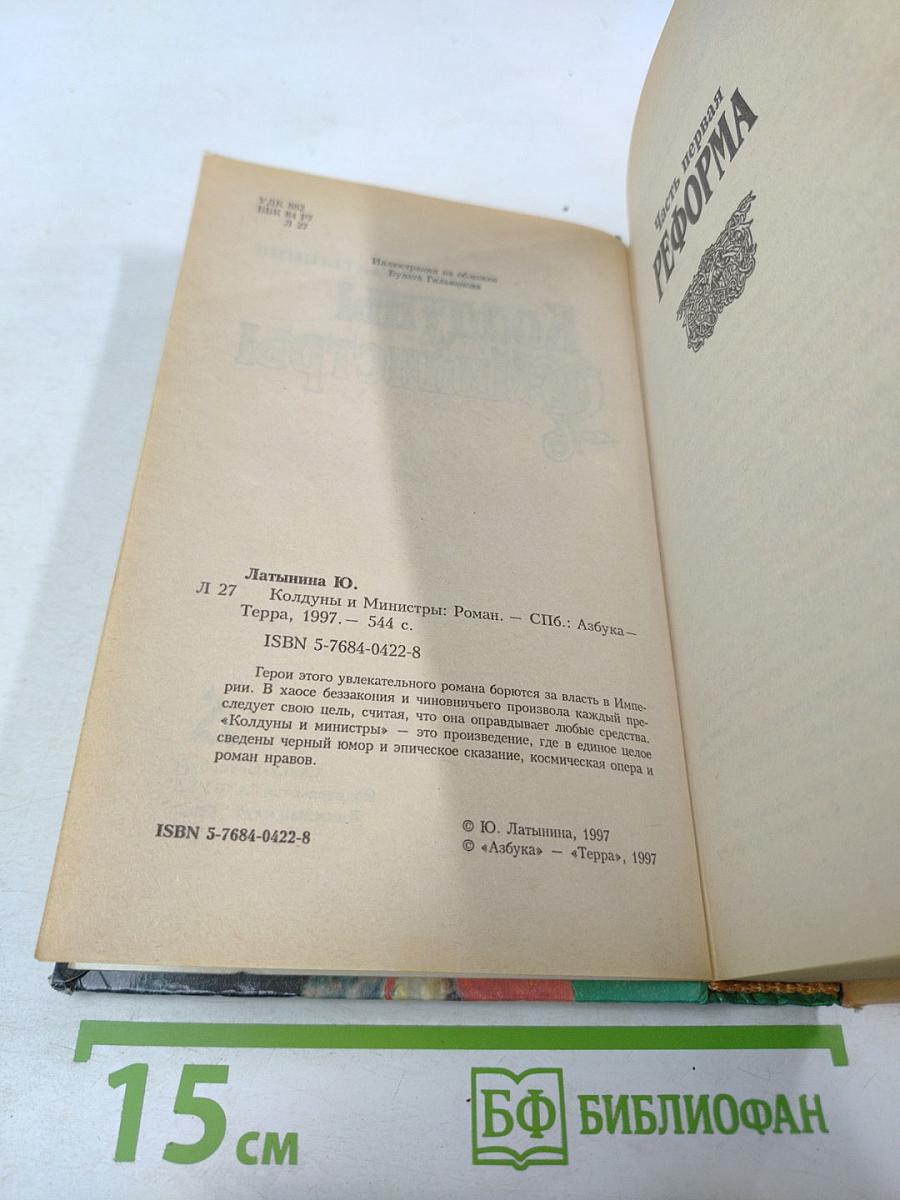 УДК 882
ББК 84 Р7
Л 27
Иллюстрация на обложке
Булата Гильванова
Латынина Ю.
Л 27 Колдуны и Министры: Роман. — СПб.: Азбука—
Терра, 1997.— 544 с.
ISBN 5-7684-0422-8
Герои этого увлекательного романа борются за власть в Импе-
рии. В хаосе беззакония и чиновничьего произвола каждый пре-
следует свою цель, считая, что она оправдывает любые средства.
«Колдуны и министры» — это произведение, где в единое целое
сведены черный юмор и эпическое сказание, космическая опера и
роман нравов.
ISBN 5-7684-0422-8
© Ю. Латынина, 1997
© «Азбука» — «Терра», 1997
Часть первая
РЕФОРМА
15 см
БФ БИБЛИОФАН